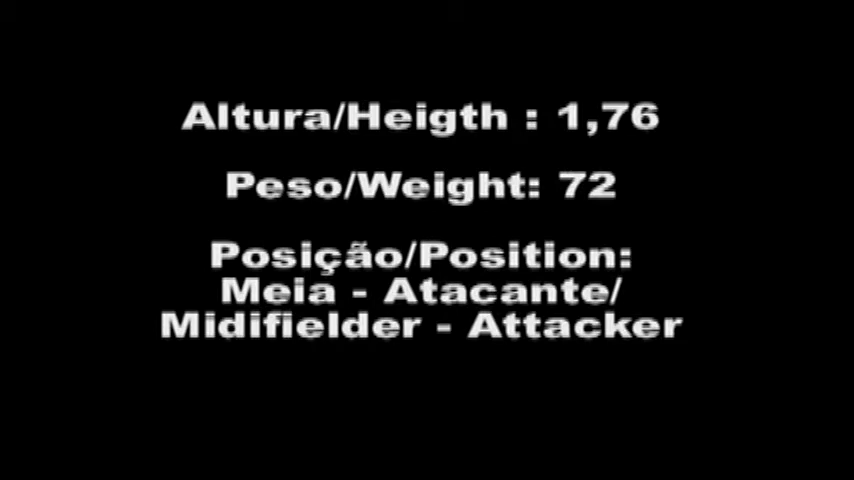 Altura/Heigth : 1,76
Peso/Weight: 72
Posição/Position:
Meia - Atacante/
Midifielder - Attacker